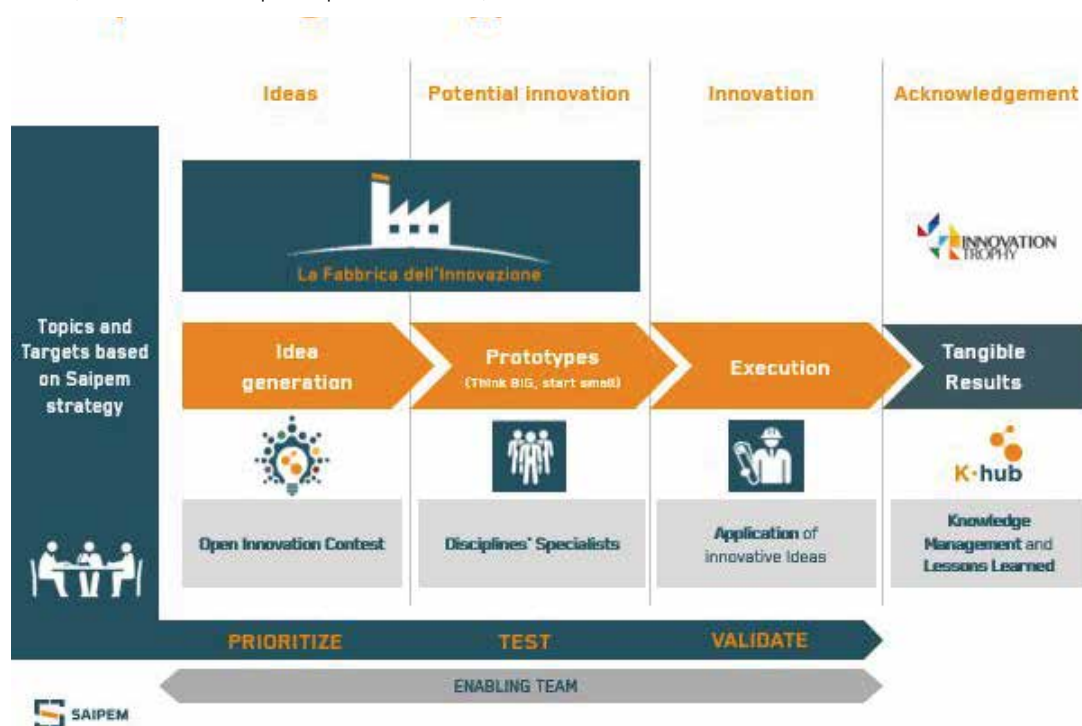 Ideas
Potential innovation
Innovation
Acknowledgement
La Fabbrica dell'Innovazione
INNOVATION
TROPHY
Topics and
Targets based
on Saipem
strategy
Idea
generation
Prototypes
(Think BIG, start small)
Execution
Tangible
Results
K-hub
Open Innovation Contest
Disciplines' Specialists
Application of
innovative Ideas
Knowledge
Management and
Lessons Learned
PRIORITIZE
TEST
VALIDATE
ENABLING TEAM
SAIPEM